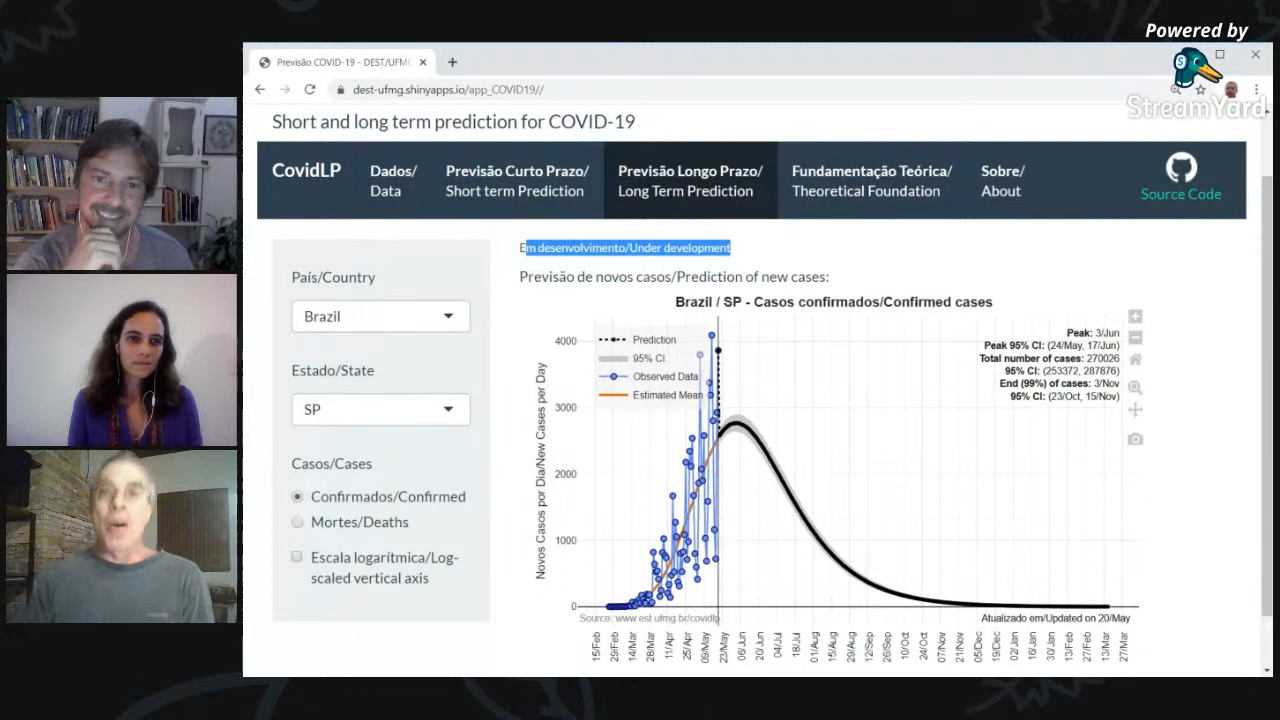 Powered by
StreamYard
Previsão COVID-19 - DEST/UFMG
dest-ufmg.shinyapps.io/app_COVID19//
Short and long term prediction for COVID-19
CovidLP
Dados/
Data
Previsão Curto Prazo/
Short term Prediction
Previsão Longo Prazo/
Long Term Prediction
Fundamentação Teórica/
Theoretical Foundation
Sobre/
About
Source Code
País/Country
Brazil
Estado/State
SP
Casos/Cases
Confirmados/Confirmed
Mortes/Deaths
Escala logarítmica/Log-
scaled vertical axis
Em desenvolvimento/Under development
Previsão de novos casos/Prediction of new cases:
Brazil / SP - Casos confirmados/Confirmed cases
Prediction
95% CI
Observed Data
Estimated Mean
Peak: 3/Jun
Peak 95% CI: (24/May, 17/Jun)
Total number of cases: 270026
95% CI: (253372, 287876)
End (99%) of cases: 3/Nov
95% CI: (23/Oct, 15/Nov)
Novos Casos por Dia/New Cases per Day
4000
3000
2000
1000
0
Source: www.est.ufmg.br/covidlp
Atualizado em/Updated on 20/May
15/Feb
29/Feb
14/Mar
28/Mar
11/Apr
25/Apr
09/May
23/May
06/Jun
20/Jun
04/Jul
18/Jul
01/Aug
15/Aug
29/Aug
12/Sep
26/Sep
10/Oct
24/Oct
07/Nov
21/Nov
05/Dec
19/Dec
02/Jan
16/Jan
30/Jan
13/Feb
27/Feb
13/Mar
27/Mar